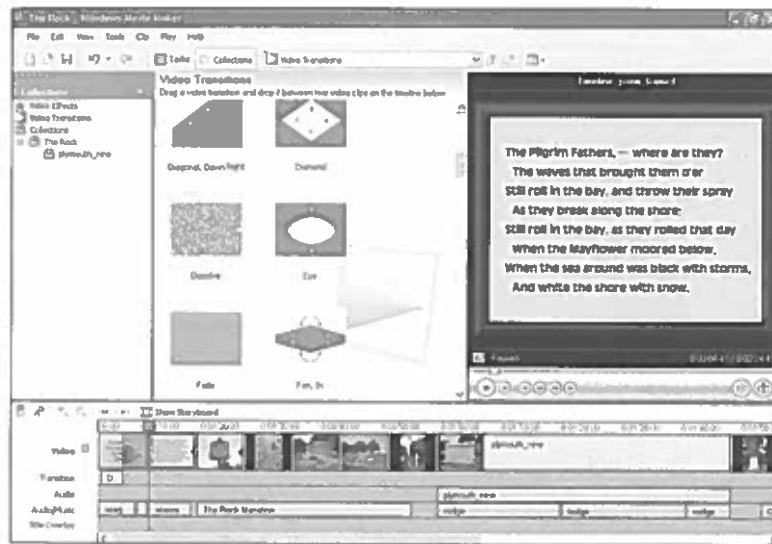 The Rock - Windows Movie Maker
File Edit View Tools Clip Play Help
Tasks Collections Video Transitions
Collections
Video Effects
Video Transitions
Collections
The Rock
plymouth_new
Video Transitions
Drag a video transition and drop it between two video clips on the timeline below.
Diagonal, Down Right
Diamond
Dissolve
Eye
Fade
Fan, In
The Pilgrim Fathers, — where are they?
The waves that brought them o'er
Still roll in the bay, and throw their spray
As they break along the shore;
Still roll in the bay, as they rolled that day
When the Mayflower moored below,
When the sea around was black with storms,
And white the shore with snow.
Paused
Show Storyboard
Video
plymouth_new
Transition
D
Audio
plymouth_new
Audio/Music
The Rock Narration
Title Overlay